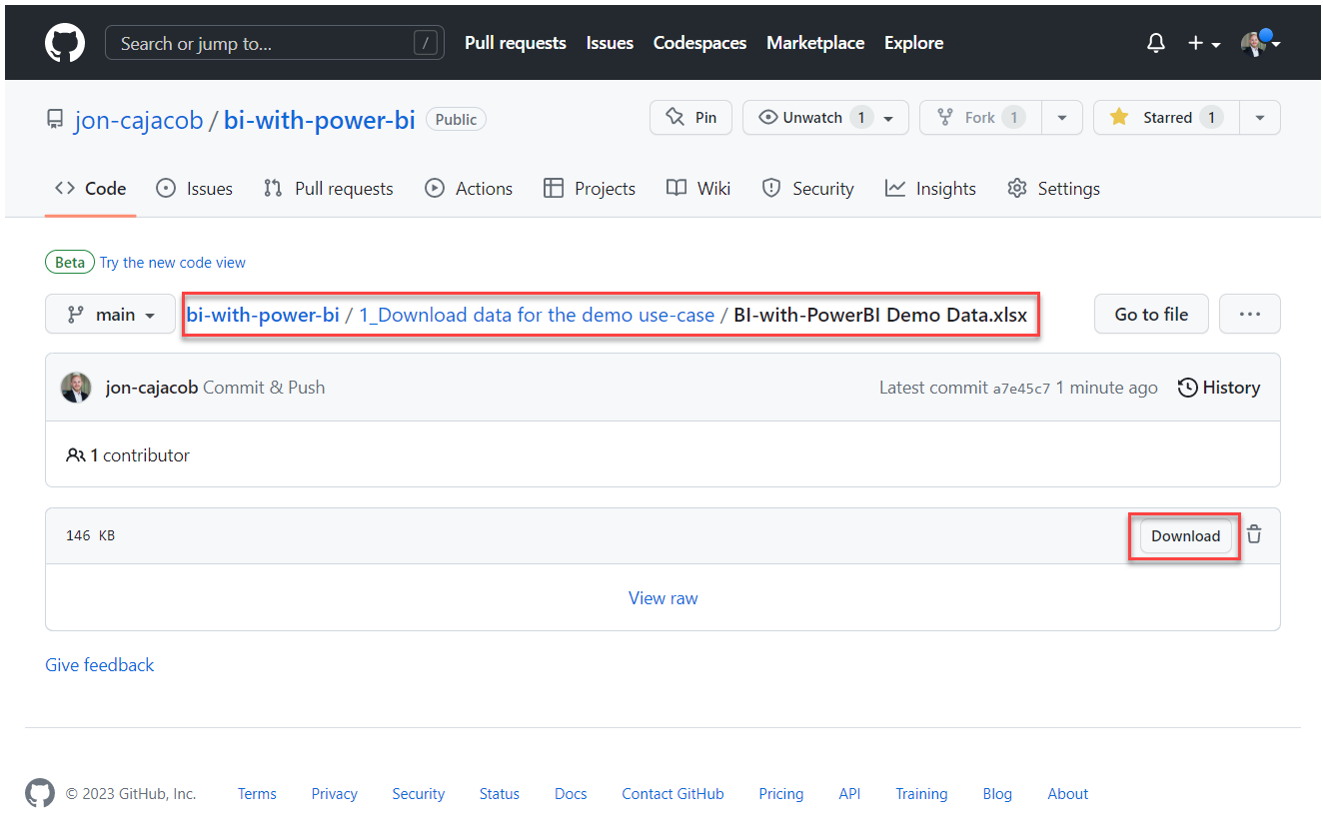 Search or jump to... / Pull requests Issues Codespaces Marketplace Explore
jon-cajacob / bi-with-power-bi Public Pin Unwatch 1 Fork 1 Starred 1
Code Issues Pull requests Actions Projects Wiki Security Insights Settings
Beta Try the new code view
main bi-with-power-bi / 1_Download data for the demo use-case / BI-with-PowerBI Demo Data.xlsx Go to file ...
jon-cajacob Commit & Push Latest commit a7e45c7 1 minute ago History
1 contributor
146 KB Download
View raw
Give feedback
© 2023 GitHub, Inc. Terms Privacy Security Status Docs Contact GitHub Pricing API Training Blog About